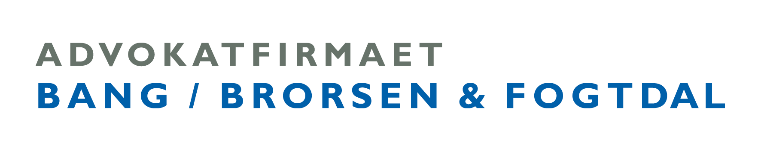 ADVOKATFIRMAET
BANG / BRORSEN & FOGTDAL